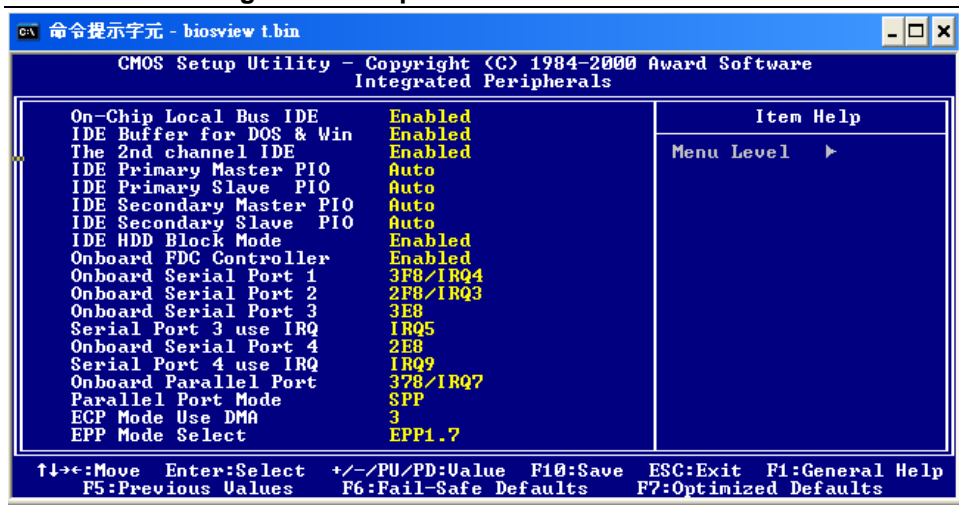 命令提示字元 - biosview t.bin
CMOS Setup Utility - Copyright (C) 1984-2000 Award Software
Integrated Peripherals
On-Chip Local Bus IDE Enabled
IDE Buffer for DOS & Win Enabled
The 2nd channel IDE Enabled
IDE Primary Master PIO Auto
IDE Primary Slave PIO Auto
IDE Secondary Master PIO Auto
IDE Secondary Slave PIO Auto
IDE HDD Block Mode Enabled
Onboard FDC Controller Enabled
Onboard Serial Port 1 3F8/IRQ4
Onboard Serial Port 2 2F8/IRQ3
Onboard Serial Port 3 3E8
Serial Port 3 use IRQ IRQ5
Onboard Serial Port 4 2E8
Serial Port 4 use IRQ IRQ9
Onboard Parallel Port 378/IRQ7
Parallel Port Mode SPP
ECP Mode Use DMA 3
EPP Mode Select EPP1.7
Item Help
Menu Level ►
↑↓→←:Move Enter:Select +/-/PU/PD:Value F10:Save ESC:Exit F1:General Help
F5:Previous Values F6:Fail-Safe Defaults F7:Optimized Defaults